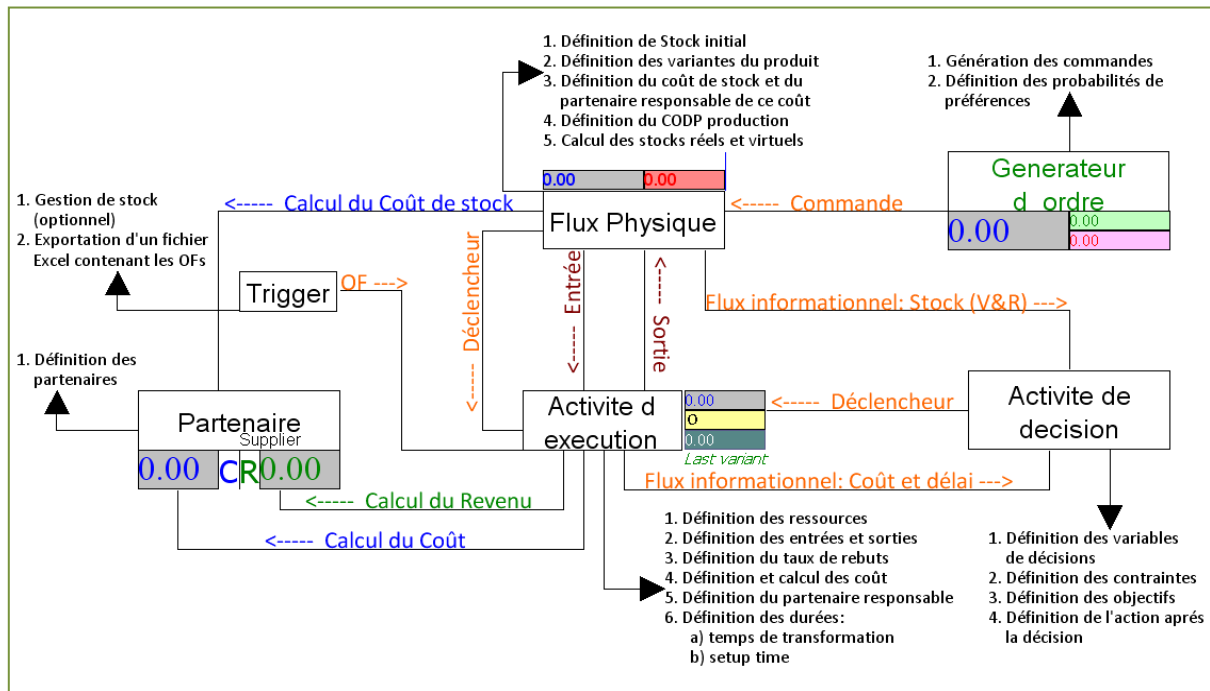 1. Définition de Stock initial
2. Définition des variantes du produit
3. Définition du coût de stock et du
partenaire responsable de ce coût
4. Définition du CODP production
5. Calcul des stocks réels et virtuels
1. Génération des commandes
2. Définition des probabilités de
préférences
0.00 0.00
Flux Physique
<----- Commande
Generateur
d ordre
0.00
0.00
0.00
<----- Calcul du Coût de stock
1. Gestion de stock
(optionnel)
2. Exportation d'un fichier
Excel contenant les OFs
Trigger
OF --->
<----- Déclencheur
<----- Entrée
<----- Sortie
Flux informationnel: Stock (V&R) --->
1. Définition des
partenaires
Partenaire
Supplier
0.00 CR 0.00
Activite d
execution
0.00
0
0.00
Last variant
<----- Déclencheur
Activite de
decision
<----- Calcul du Revenu
<----- Calcul du Coût
Flux informationnel: Coût et délai --->
1. Définition des ressources
2. Définition des entrées et sorties
3. Définition du taux de rebuts
4. Définition et calcul des coût
5. Définition du partenaire responsable
6. Définition des durées:
a) temps de transformation
b) setup time
1. Définition des variables
de décisions
2. Définition des contraintes
3. Définition des objectifs
4. Définition de l'action aprés
la décision